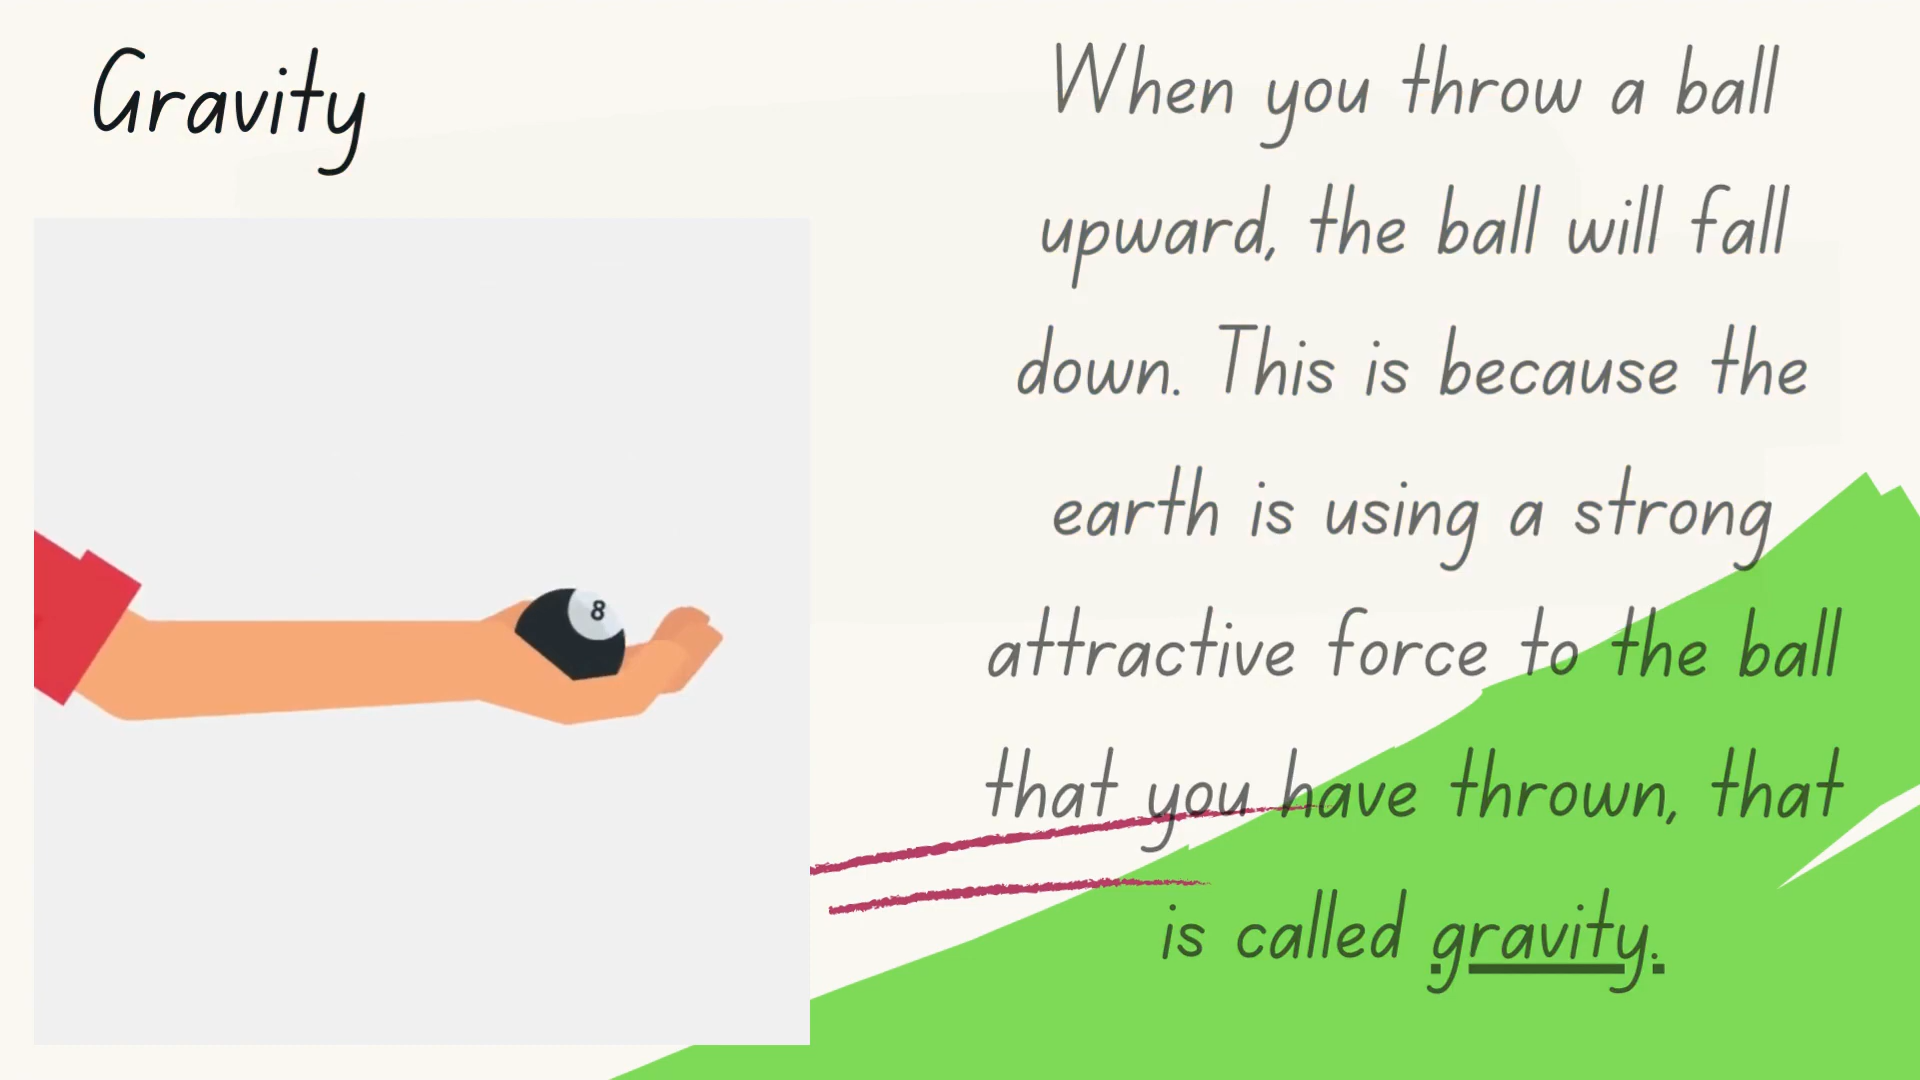 Gravity
When you throw a ball
upward, the ball will fall
down. This is because the
earth is using a strong
attractive force to the ball
that you have thrown, that
is called gravity.
8